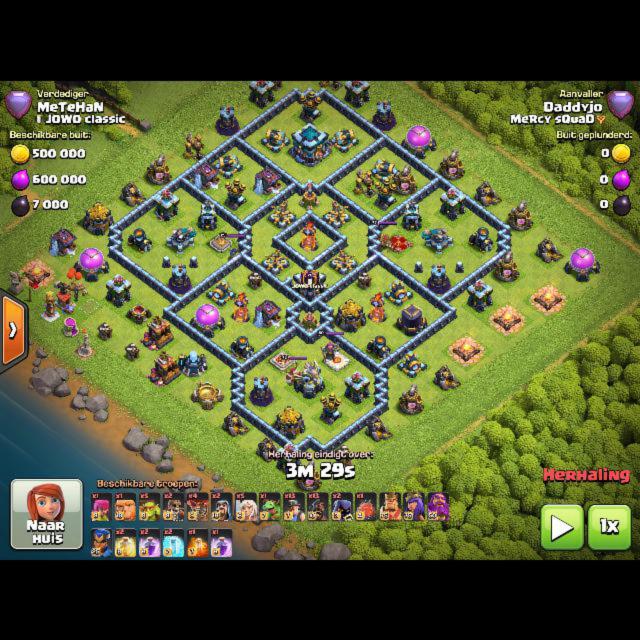 Verdediger
MeTeHaN
I JOWO classic
Beschikbare buit:
500 000
600 000
7 000
Aanvaller
Daddyjo
MeRCY sQuaD
Buit geplunderd:
0
0
0
Herhaling eindigt over:
3M 29s
Herhaling
Beschikbare troepen:
Naar
huis
1x